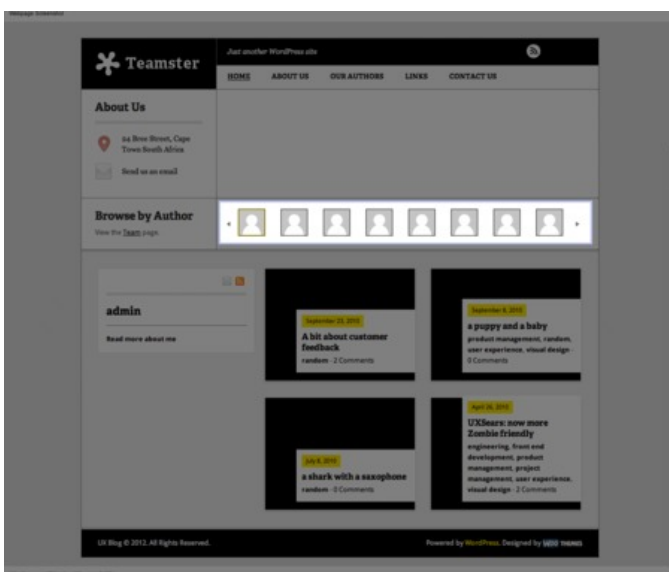 Webpage Screenshot
Teamster
Just another WordPress site
HOME ABOUT US OUR AUTHORS LINKS CONTACT US
About Us
24 Bree Street, Cape
Town South Africa
Send us an email
Browse by Author
View the Team page.
admin
Read more about me
September 23, 2010
A bit about customer
feedback
random - 2 Comments
September 8, 2010
a puppy and a baby
product management, random,
user experience, visual design -
0 Comments
July 8, 2010
a shark with a saxophone
random - 0 Comments
April 26, 2010
UXSears: now more
Zombie friendly
engineering, front end
development, product
management, project
management, user experience,
visual design - 2 Comments
UX Blog © 2012. All Rights Reserved.
Powered by WordPress. Designed by WOO THEMES